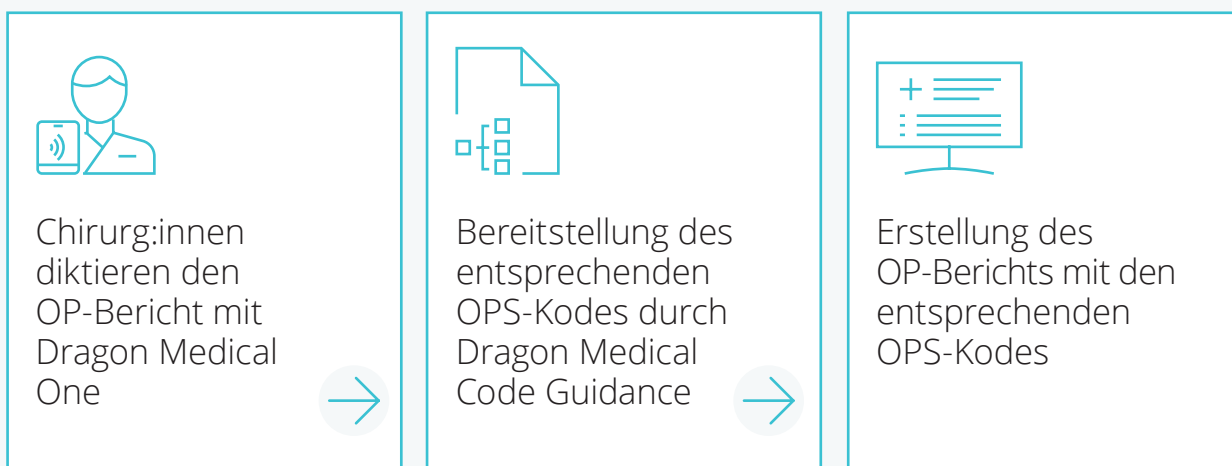 Chirurg:innen
diktieren den
OP-Bericht mit
Dragon Medical
One
Bereitstellung des
entsprechenden
OPS-Kodes durch
Dragon Medical
Code Guidance
Erstellung des
OP-Berichts mit den
entsprechenden
OPS-Kodes